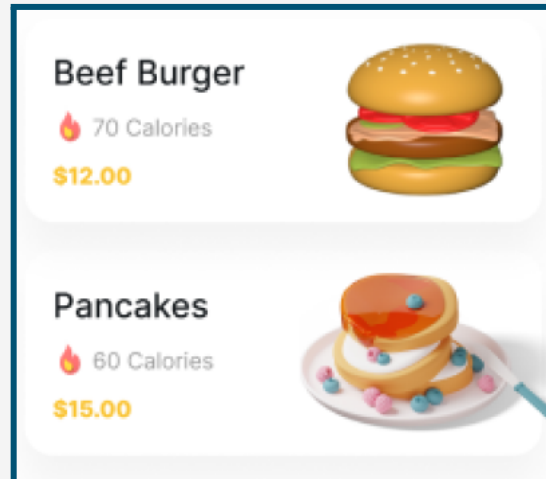 Beef Burger
70 Calories
$12.00
Pancakes
60 Calories
$15.00